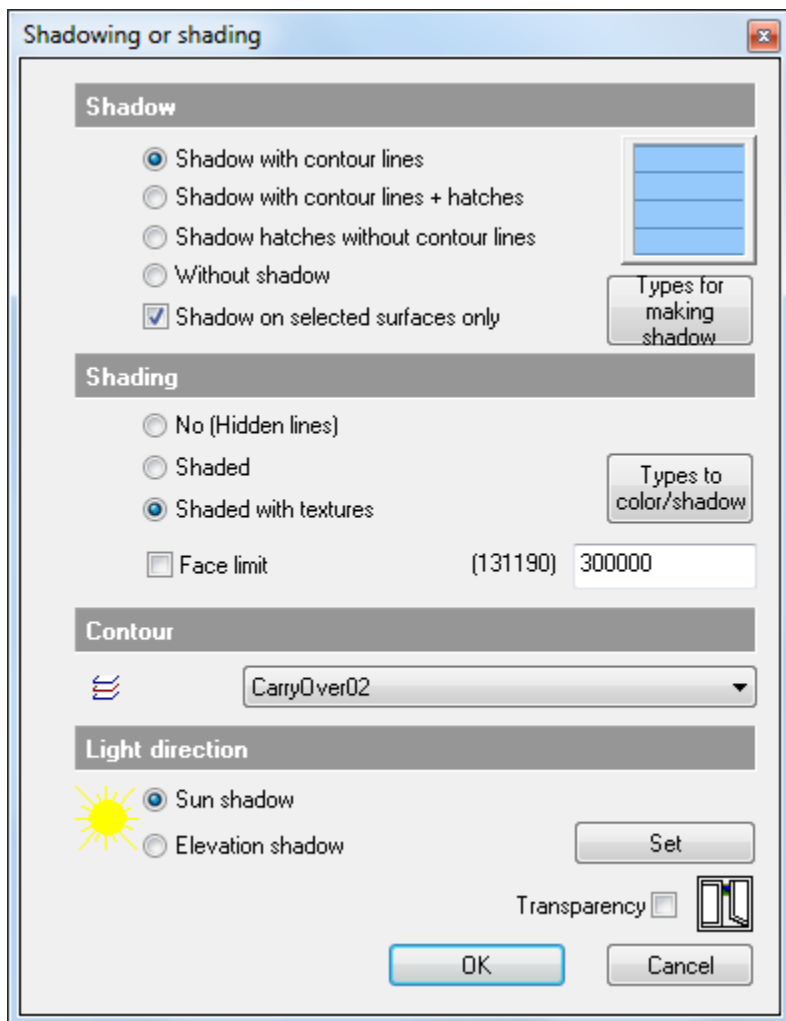 Shadowing or shading
Shadow
Shadow with contour lines
Shadow with contour lines + hatches
Shadow hatches without contour lines
Without shadow
Shadow on selected surfaces only
Types for
making
shadow
Shading
No (Hidden lines)
Shaded
Shaded with textures
Types to
color/shadow
Face limit (131190) 300000
Contour
CarryOver02
Light direction
Sun shadow
Elevation shadow
Set
Transparency
OK Cancel